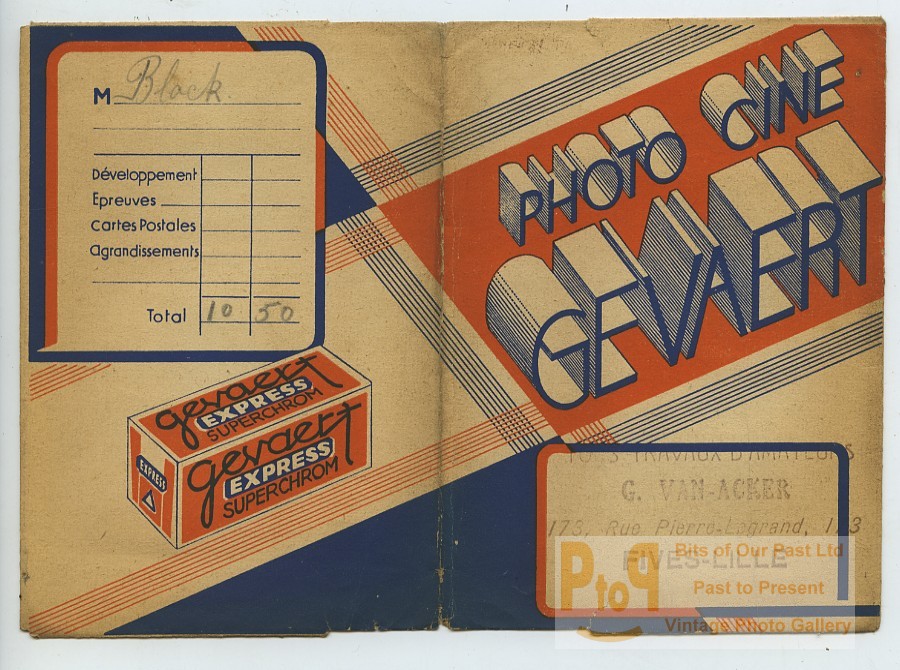 M Block
Développement
Epreuves
Cartes Postales
agrandissements
Total 10 50
gevaert
EXPRESS
SUPERCHROM
gevaert
EXPRESS
SUPERCHROM
EXPRESS
PHOTO CINE
GEVAERT
TRAVAUX D'AMATEURS
G. VAN-ACKER
173, Rue Pierre-Legrand, 173
FIVES-LILLE
PtoP
Bits of Our Past Ltd
Past to Present
Vintage Photo Gallery